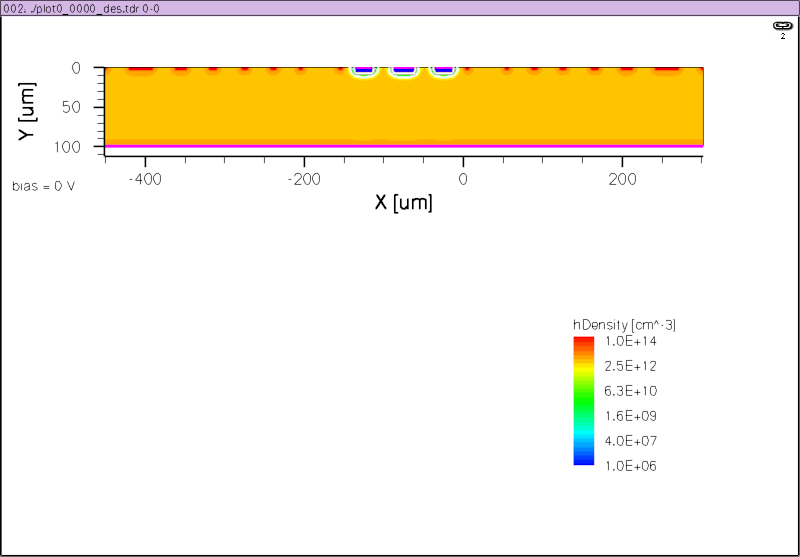 002. ./plot0_0000_des.tdr 0-0
2
0
50
100
Y [um]
-400
-200
0
200
bias = 0 V
X [um]
hDensity [cm^-3]
1.0E+14
2.5E+12
6.3E+10
1.6E+09
4.0E+07
1.0E+06